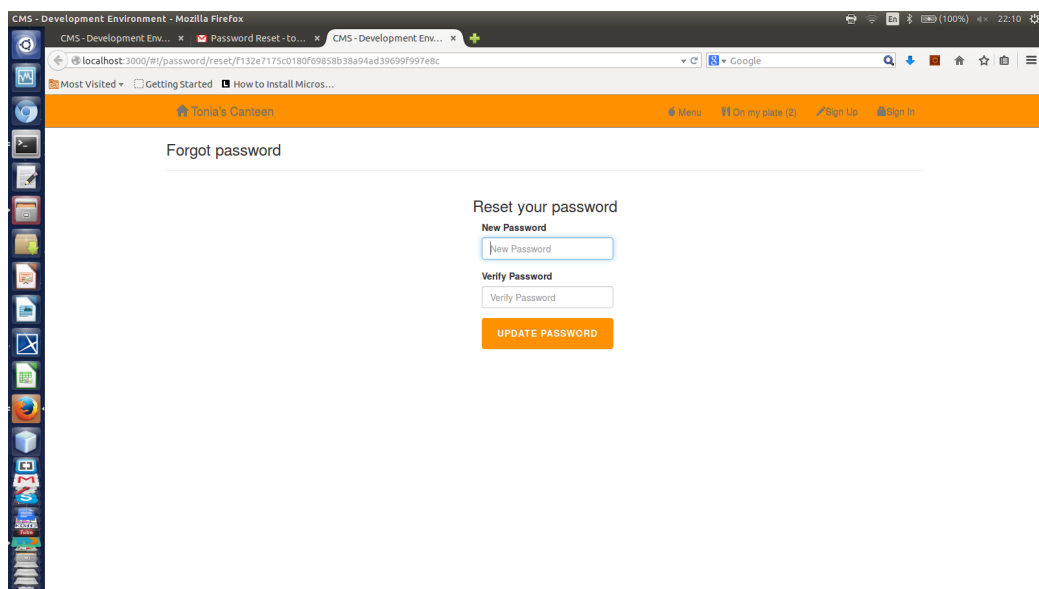 CMS - Development Environment - Mozilla Firefox En (100%) 22:10
CMS - Development Env... × Password Reset - to... × CMS - Development Env... ×
localhost:3000/#!/password/reset/f132e7175c0180f69858b38a94ad39699f997e8c Google
Most Visited Getting Started How to Install Micros...
Tonia's Canteen Menu On my plate (2) Sign Up Sign In
Forgot password
Reset your password
New Password
New Password
Verify Password
Verify Password
UPDATE PASSWORD